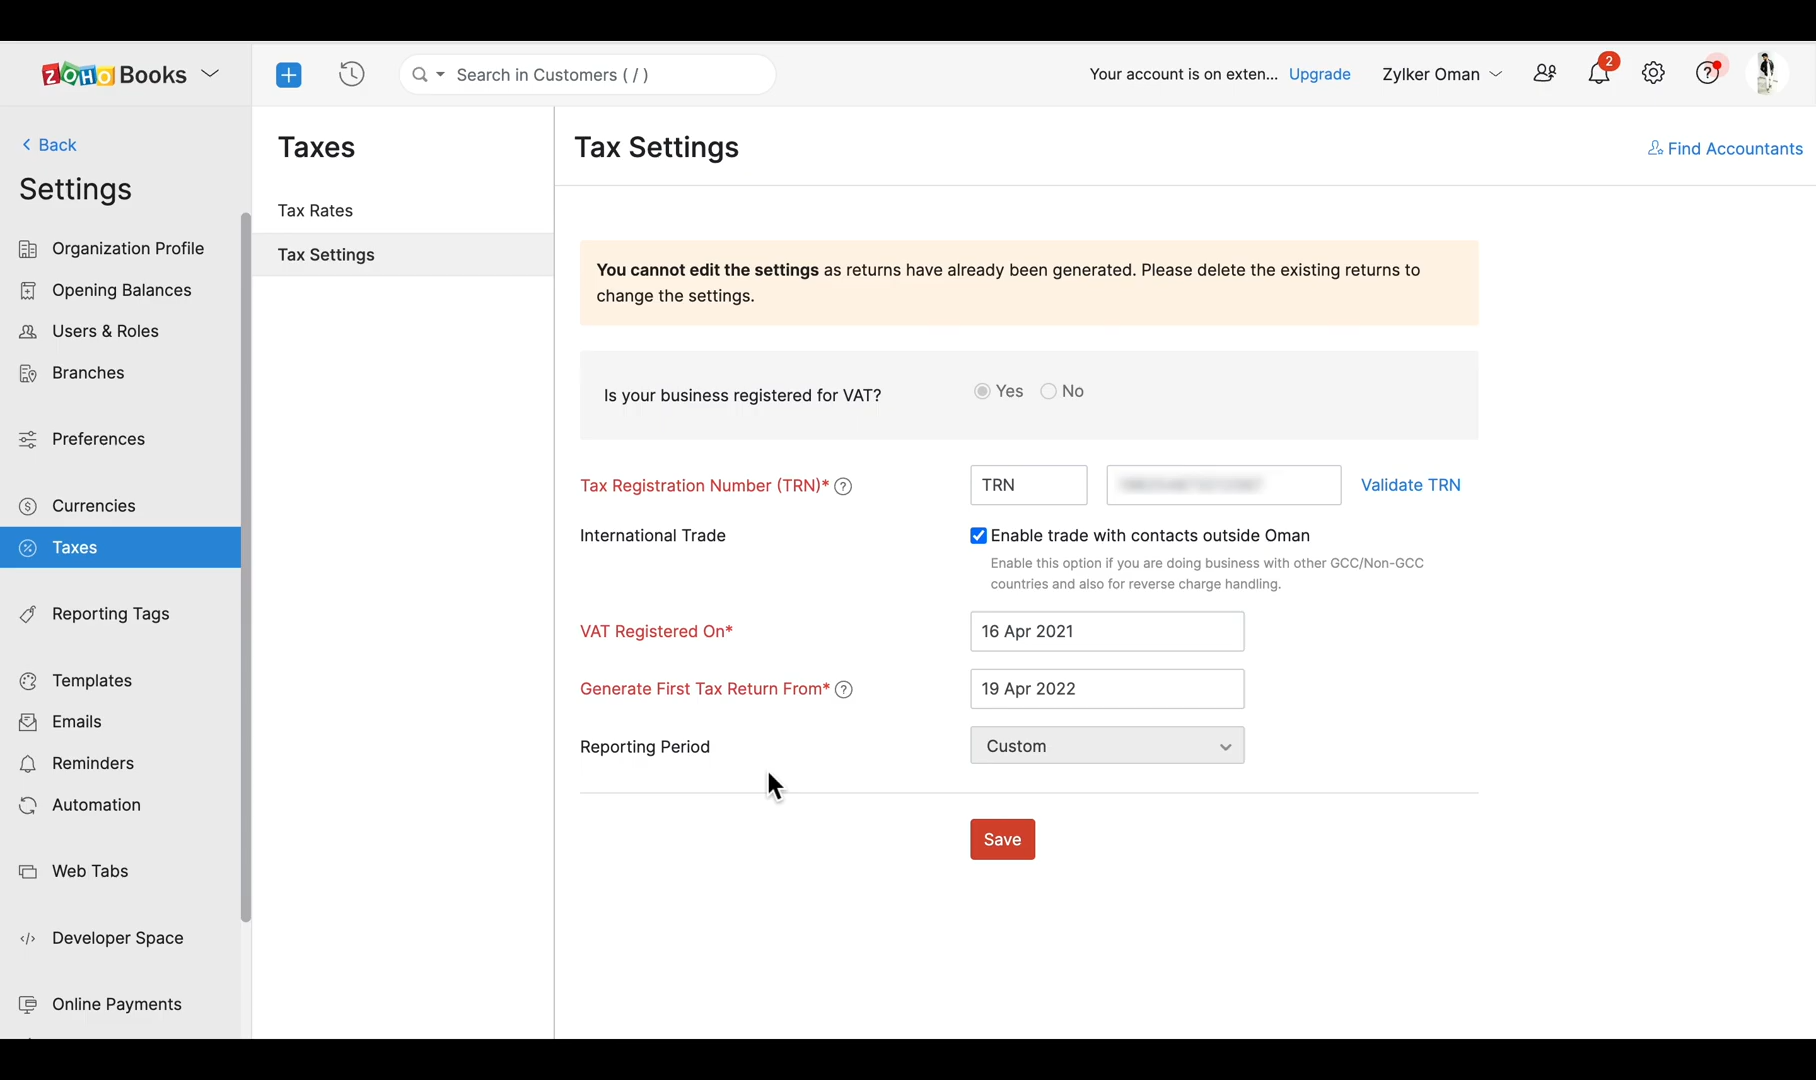 ZOHO Books
Search in Customers ( / )
Your account is on exten... Upgrade
Zylker Oman
2
Back
Settings
Organization Profile
Opening Balances
Users & Roles
Branches
Preferences
Currencies
Taxes
Reporting Tags
Templates
Emails
Reminders
Automation
Web Tabs
Developer Space
Online Payments
Taxes
Tax Rates
Tax Settings
Tax Settings
Find Accountants
You cannot edit the settings as returns have already been generated. Please delete the existing returns to
change the settings.
Is your business registered for VAT?
Yes No
Tax Registration Number (TRN)*
TRN
Validate TRN
International Trade
Enable trade with contacts outside Oman
Enable this option if you are doing business with other GCC/Non-GCC
countries and also for reverse charge handling.
VAT Registered On*
16 Apr 2021
Generate First Tax Return From*
19 Apr 2022
Reporting Period
Custom
Save